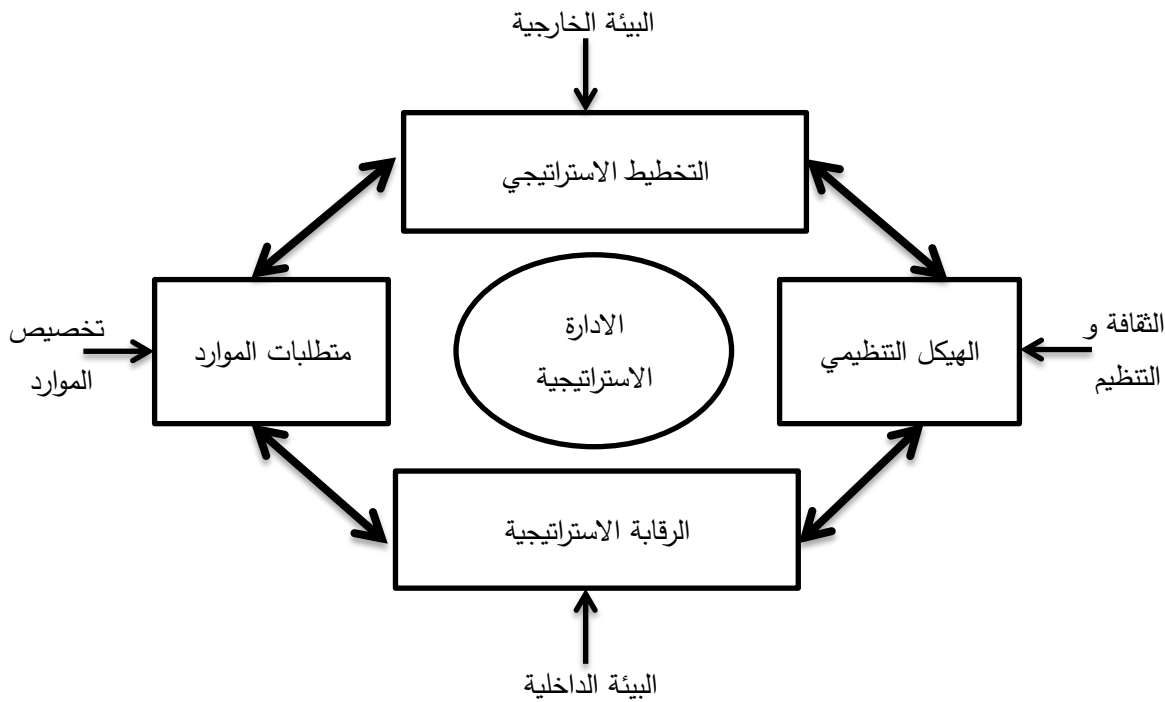 البيئة الخارجية
التخطيط الاستراتيجي
الثقافة و
التنظيم
الهيكل التنظيمي
الادارة
الاستراتيجية
متطلبات الموارد
تخصيص
الموارد
الرقابة الاستراتيجية
البيئة الداخلية